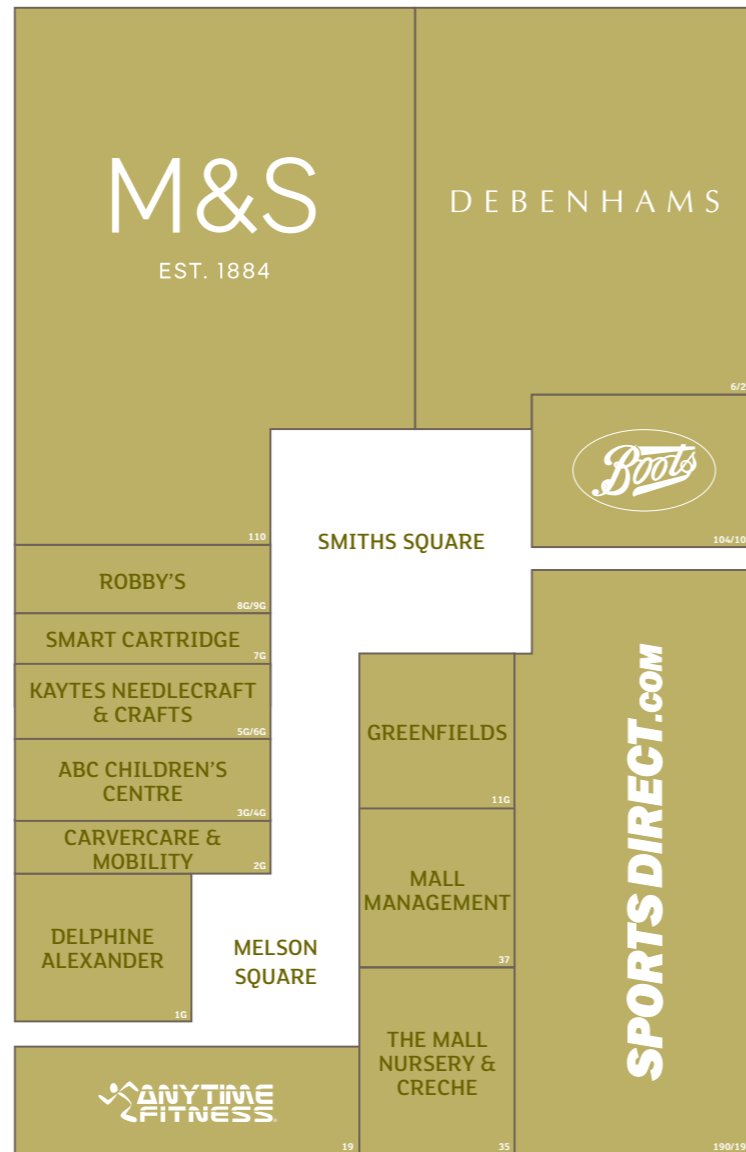 M&S
EST. 1884
110
DEBENHAMS
6/2
Boots
104/10
SMITHS SQUARE
ROBBY'S
8G/9G
SMART CARTRIDGE
7G
KAYTES NEEDLECRAFT
& CRAFTS
5G/6G
ABC CHILDREN'S
CENTRE
3G/4G
CARVERCARE &
MOBILITY
2G
DELPHINE
ALEXANDER
1G
MELSON
SQUARE
GREENFIELDS
11G
MALL
MANAGEMENT
37
THE MALL
NURSERY &
CRECHE
35
SPORTS DIRECT.COM
190/19
ANYTIME
FITNESS
19